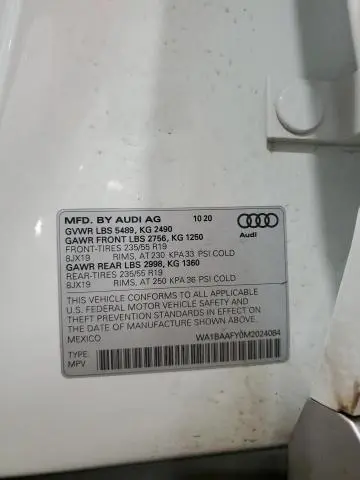 MFD. BY AUDI AG 10 20
GVWR LBS 5489, KG 2490
GAWR FRONT LBS 2756, KG 1250
FRONT-TIRES 235/55 R19
8JX19 RIMS, AT 230 KPA 33 PSI COLD
GAWR REAR LBS 2998, KG 1360
REAR-TIRES 235/55 R19
8JX19 RIMS, AT 250 KPA 36 PSI COLD
Audi
THIS VEHICLE CONFORMS TO ALL APPLICABLE
U.S. FEDERAL MOTOR VEHICLE SAFETY AND
THEFT PREVENTION STANDARDS IN EFFECT ON
THE DATE OF MANUFACTURE SHOWN ABOVE.
MEXICO WA1BAAFY0M2024084
TYPE:
MPV